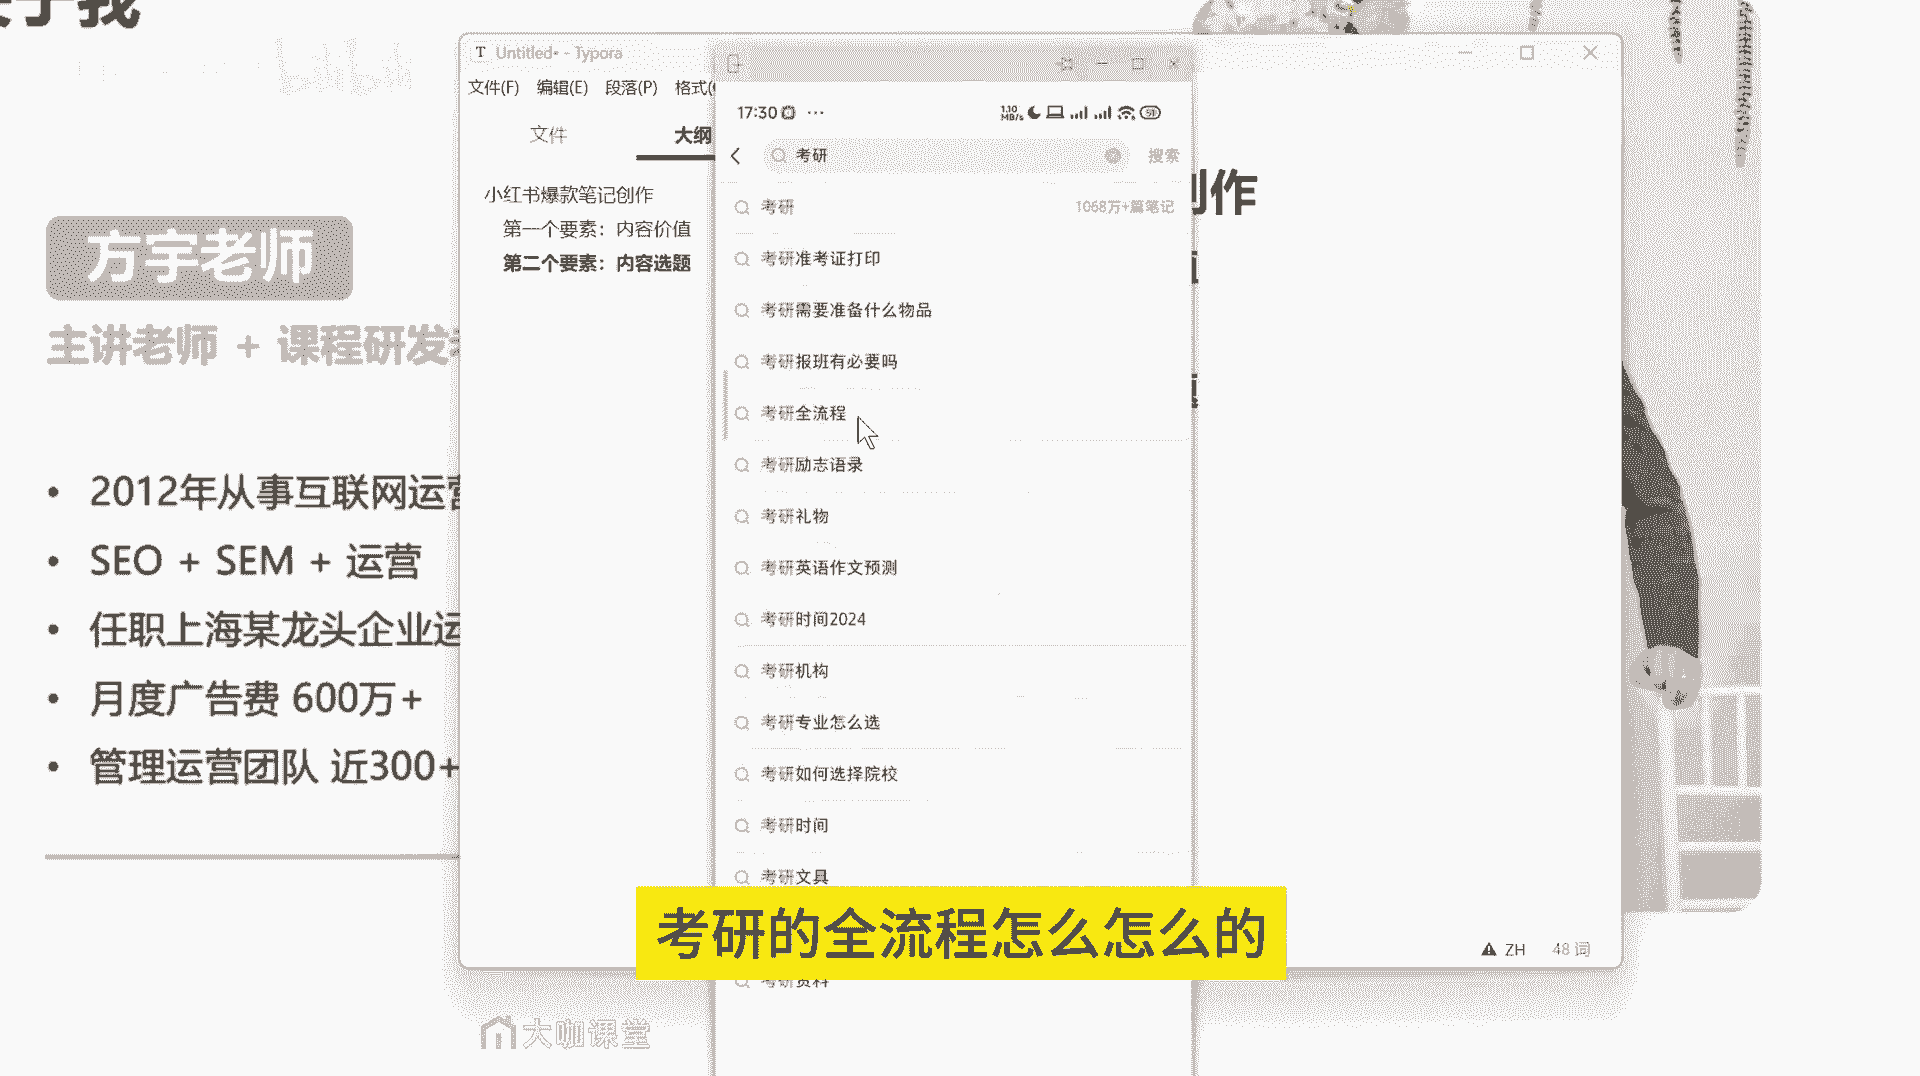 于我
bilibili
方宇老师
主讲老师 + 课程研发
2012年从事互联网运营
SEO + SEM + 运营
任职上海某龙头企业运
月度广告费 600万+
管理运营团队 近300+
T Untitled• - Typora
文件(F) 编辑(E) 段落(P) 格式(
文件 大纲
小红书爆款笔记创作
第一个要素：内容价值
第二个要素：内容选题
创作
17:30 ...
1.10 MB/s 51
考研 搜索
考研 1068万+篇笔记
考研准考证打印
考研需要准备什么物品
考研报班有必要吗
考研全流程
考研励志语录
考研礼物
考研英语作文预测
考研时间2024
考研机构
考研专业怎么选
考研如何选择院校
考研时间
考研文具
考研的全流程怎么怎么的
考研资料
ZH 48 词
大咖课堂